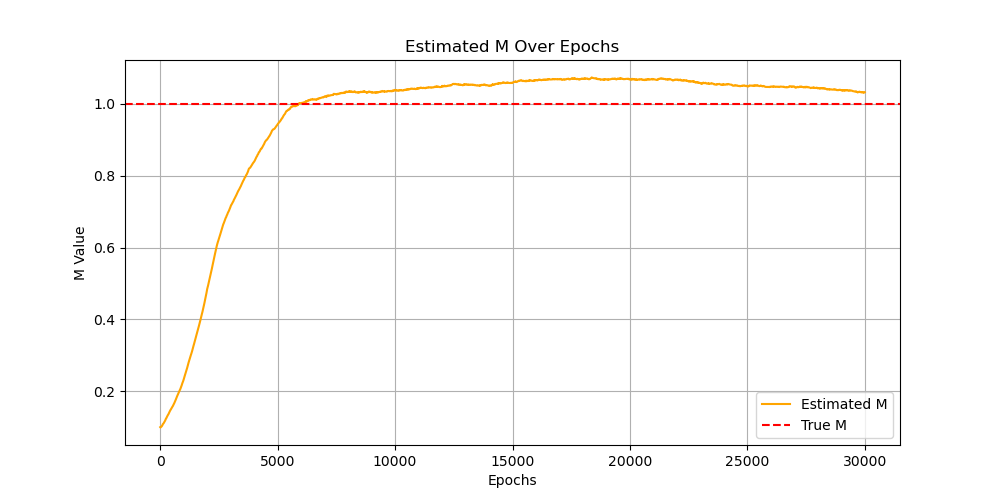 Estimated M Over Epochs
M Value
1.0
0.8
0.6
0.4
0.2
0 5000 10000 15000 20000 25000 30000
Epochs
Estimated M
True M